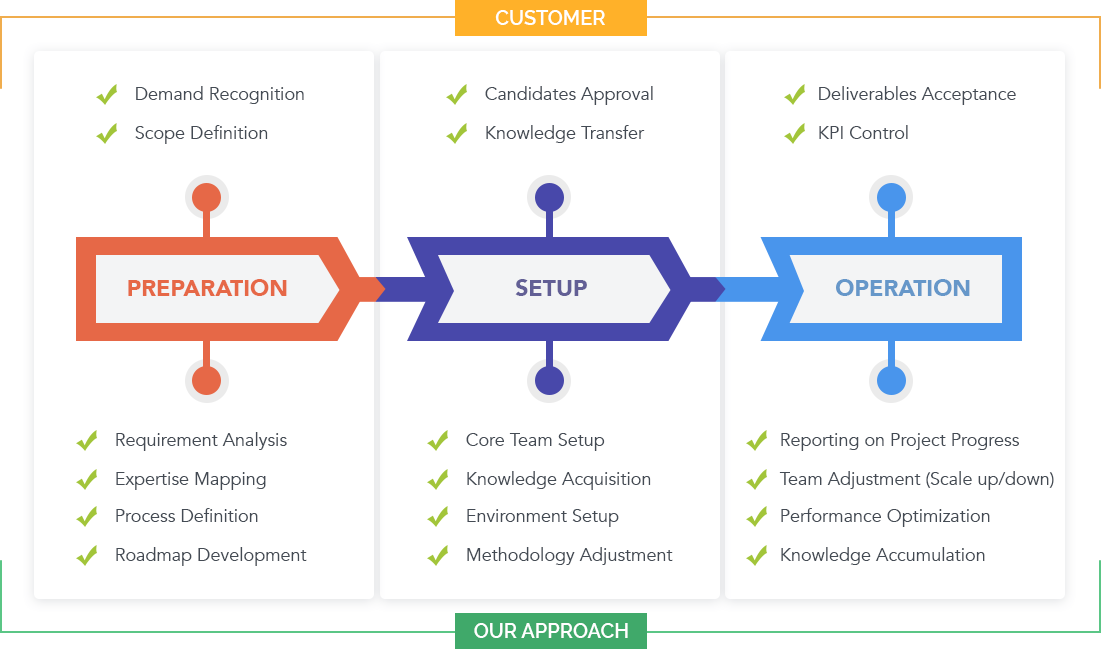 CUSTOMER
Demand Recognition
Scope Definition
Candidates Approval
Knowledge Transfer
Deliverables Acceptance
KPI Control
PREPARATION
SETUP
OPERATION
Requirement Analysis
Expertise Mapping
Process Definition
Roadmap Development
Core Team Setup
Knowledge Acquisition
Environment Setup
Methodology Adjustment
Reporting on Project Progress
Team Adjustment (Scale up/down)
Performance Optimization
Knowledge Accumulation
OUR APPROACH